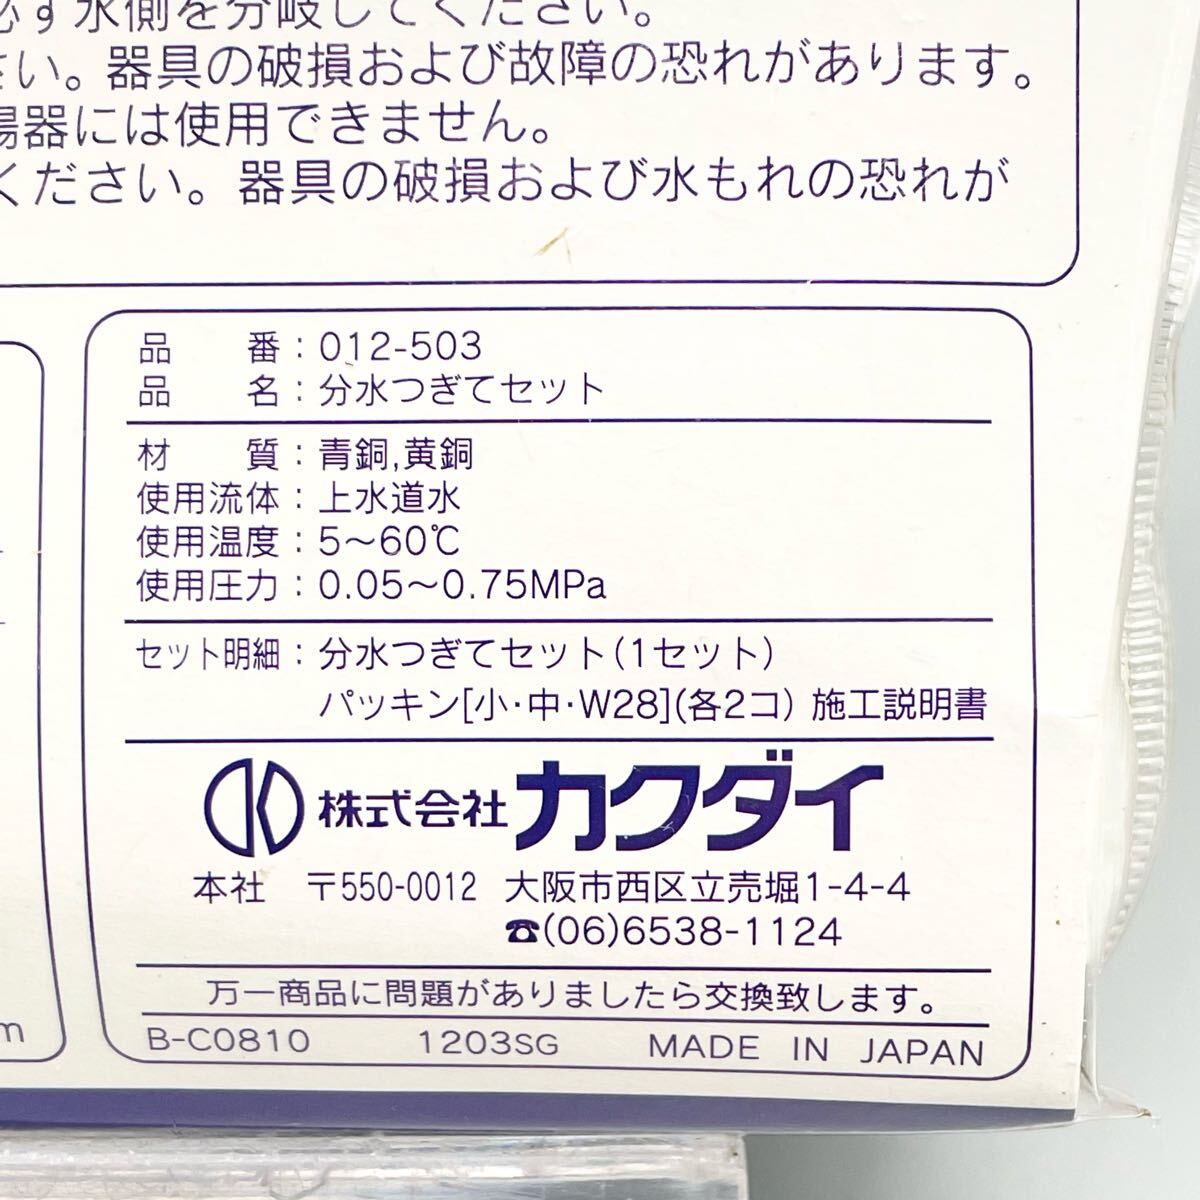 必ず水側を分岐してください。
さい。器具の破損および故障の恐れがあります。
湯器には使用できません。
ください。器具の破損および水もれの恐れが
品　番：012-503
品　名：分水つぎてセット
材　質：青銅,黄銅
使用流体：上水道水
使用温度：5～60℃
使用圧力：0.05～0.75MPa
セット明細：分水つぎてセット(1セット)
パッキン[小・中・W28](各2コ) 施工説明書
株式会社カクダイ
本社　〒550-0012　大阪市西区立売堀1-4-4
☎(06)6538-1124
万一商品に問題がありましたら交換致します。
B-C0810　1203SG　MADE IN JAPAN
m